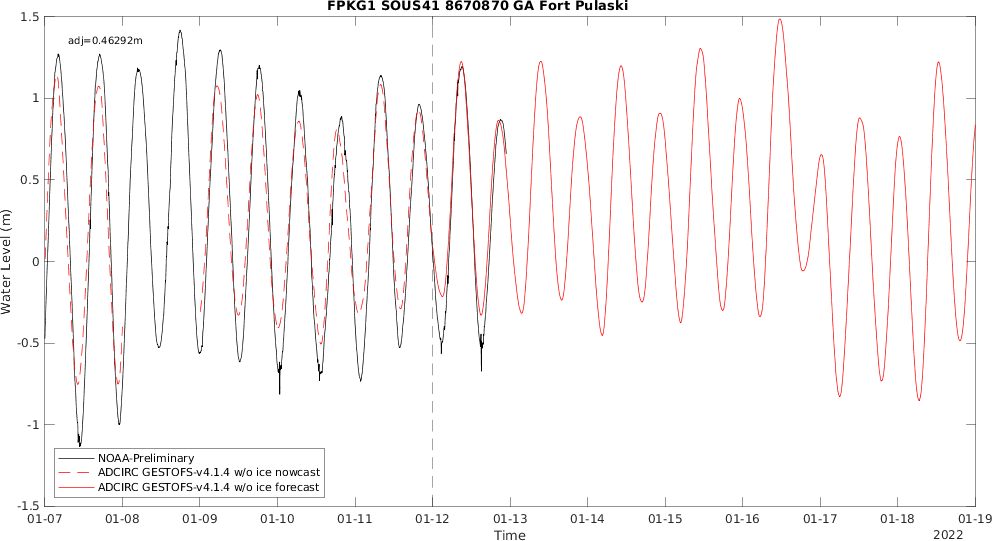 FPKG1 SOUS41 8670870 GA Fort Pulaski
adj=0.46292m
1.5
1
0.5
0
-0.5
-1
-1.5
Water Level (m)
NOAA-Preliminary
ADCIRC GESTOFS-v4.1.4 w/o ice nowcast
ADCIRC GESTOFS-v4.1.4 w/o ice forecast
01-07 01-08 01-09 01-10 01-11 01-12 01-13 01-14 01-15 01-16 01-17 01-18 01-19
Time
2022